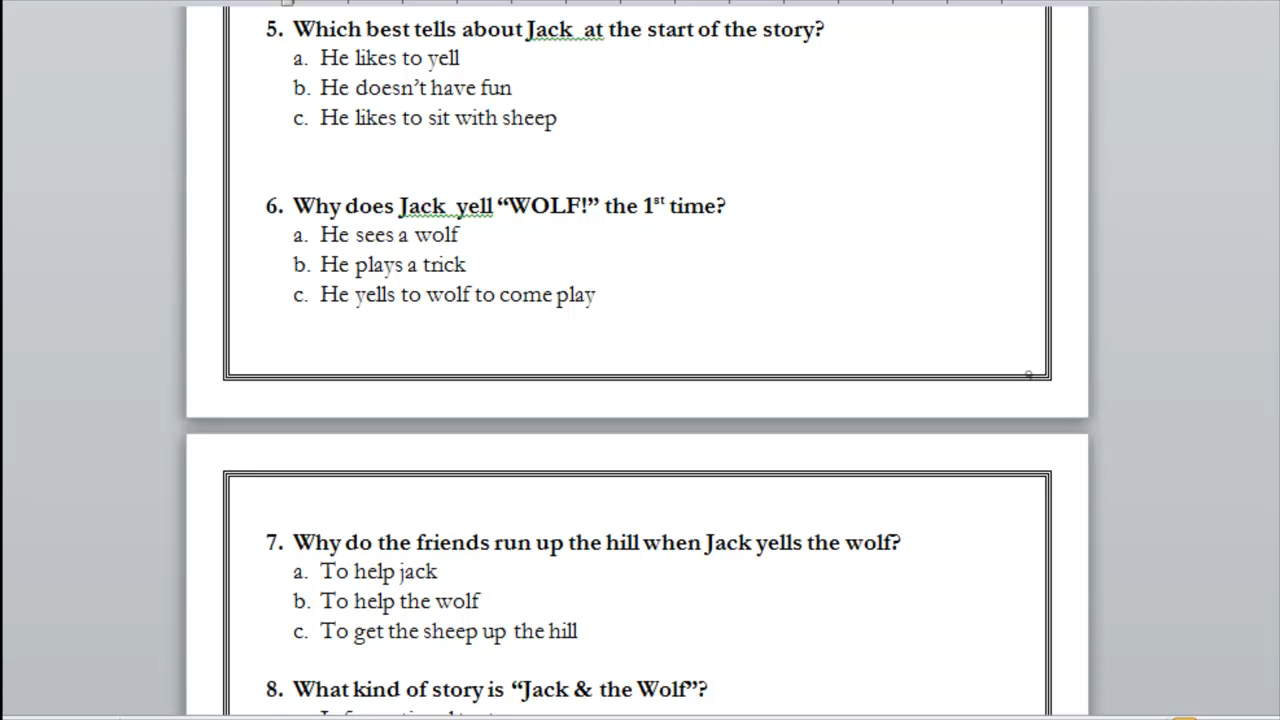 5. Which best tells about Jack at the start of the story?
a. He likes to yell
b. He doesn’t have fun
c. He likes to sit with sheep
6. Why does Jack yell “WOLF!” the 1st time?
a. He sees a wolf
b. He plays a trick
c. He yells to wolf to come play
7. Why do the friends run up the hill when Jack yells the wolf?
a. To help jack
b. To help the wolf
c. To get the sheep up the hill
8. What kind of story is “Jack & the Wolf”?